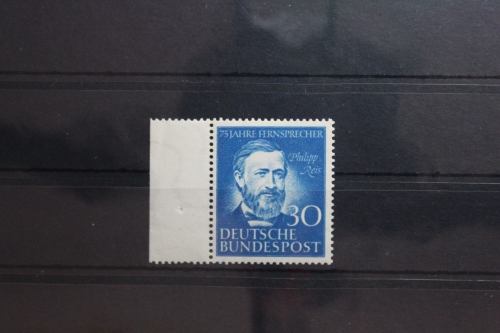 75 JAHRE FERNSPRECHER
Philipp
Reis
30
DEUTSCHE
BUNDESPOST